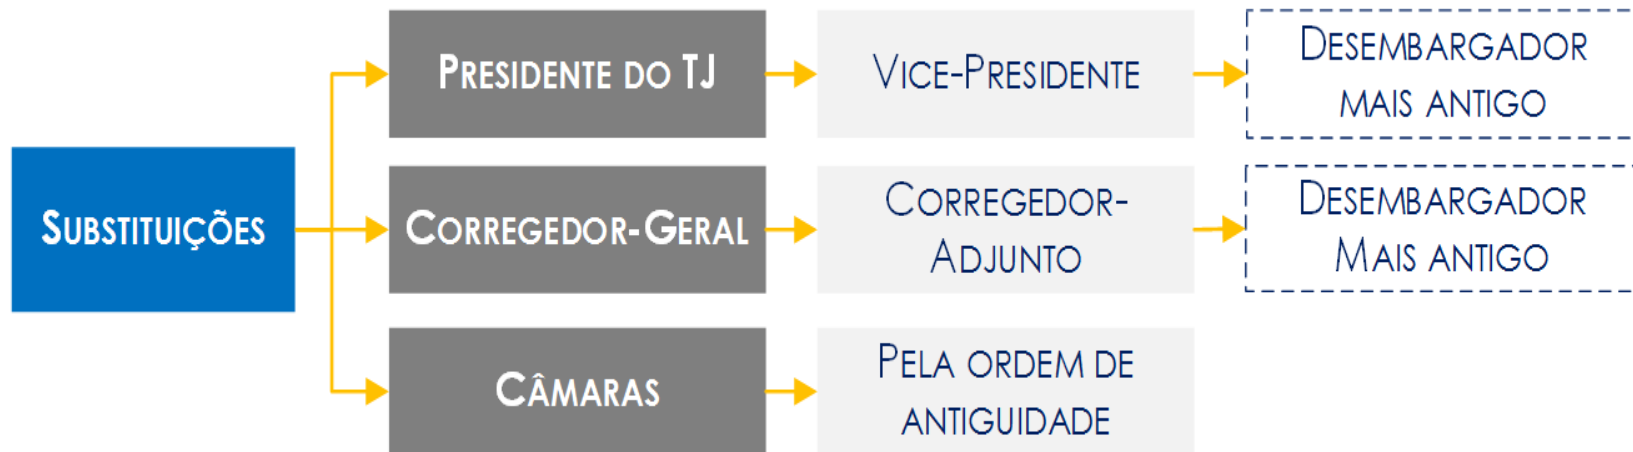 SUBSTITUIÇÕES
PRESIDENTE DO TJ
VICE-PRESIDENTE
DESEMBARGADOR
MAIS ANTIGO
CORREGEDOR-GERAL
CORREGEDOR-
ADJUNTO
DESEMBARGADOR
MAIS ANTIGO
CÂMARAS
PELA ORDEM DE
ANTIGUIDADE